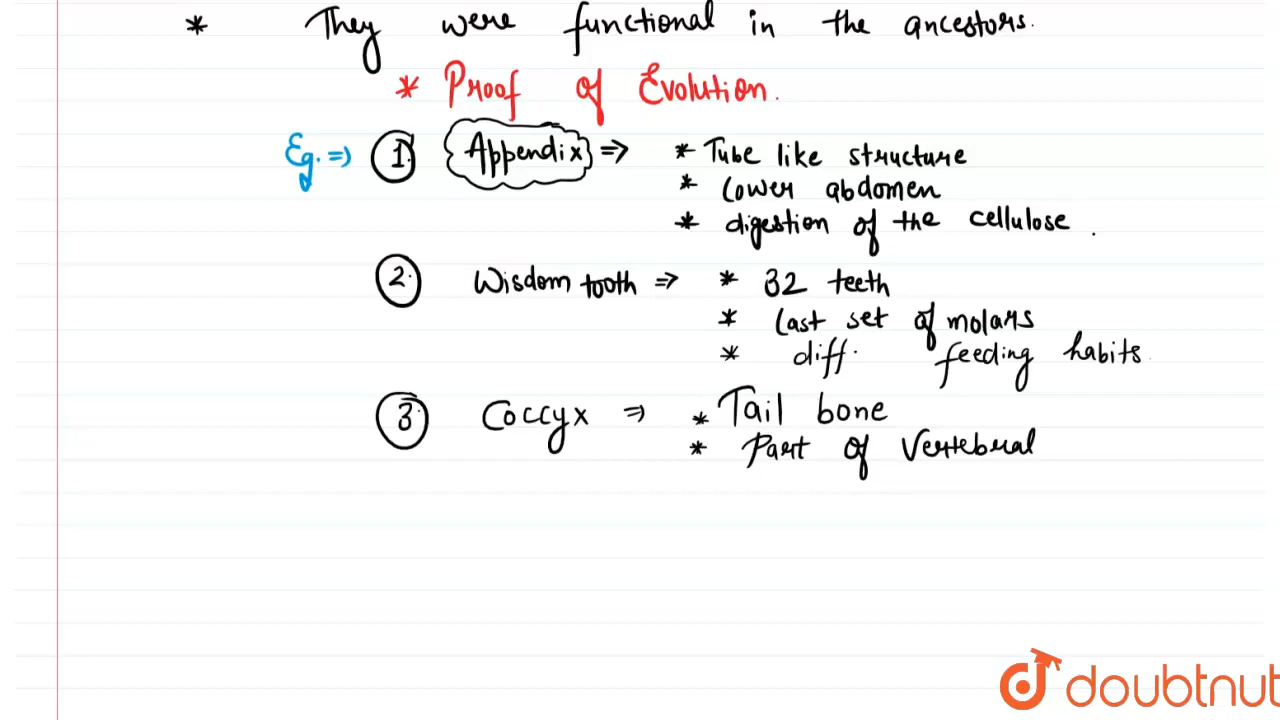 * They were functional in the ancestors.
* Proof of Evolution.
Eg. ⇒ 1. Appendix ⇒ * Tube like structure
* Lower abdomen
* digestion of the cellulose.
2. Wisdom tooth ⇒ * 32 teeth
* Last set of molars
* diff. feeding habits.
3. Coccyx ⇒ * Tail bone
* Part of Vertebral
doubtnut